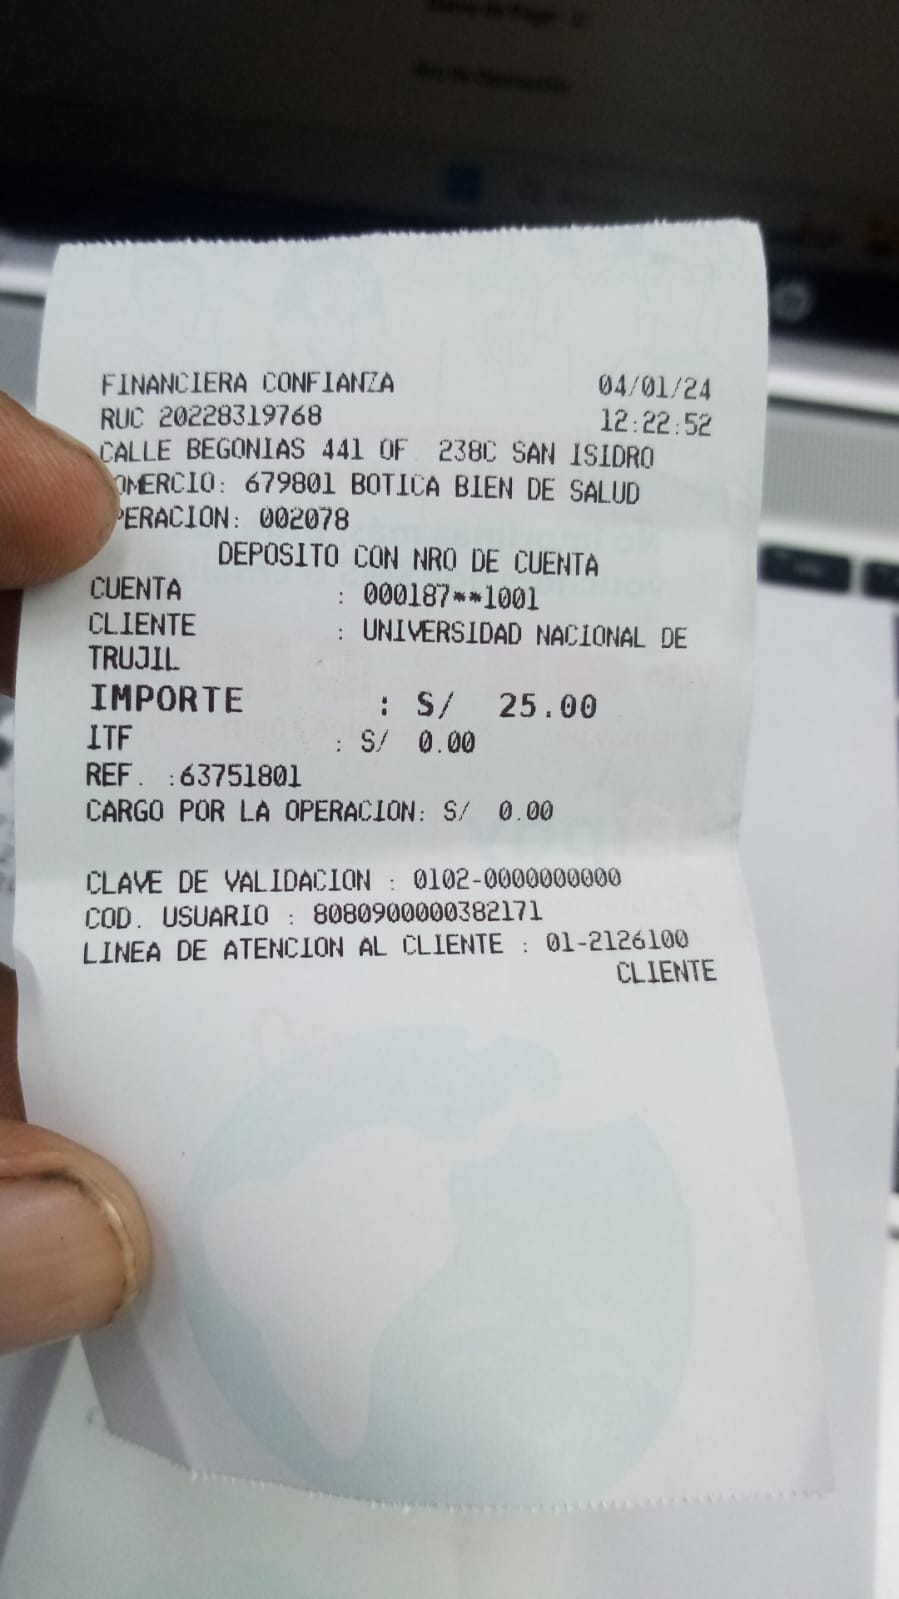 FINANCIERA CONFIANZA 04/01/24
RUC 20228319768 12:22:52
CALLE BEGONIAS 441 OF 238C SAN ISIDRO
OMERCIO: 679801 BOTICA BIEN DE SALUD
PERACION: 002078
DEPOSITO CON NRO DE CUENTA
CUENTA : 000187**1001
CLIENTE : UNIVERSIDAD NACIONAL DE
TRUJIL
IMPORTE : S/ 25.00
ITF : S/ 0.00
REF. :63751801
CARGO POR LA OPERACION: S/ 0.00
CLAVE DE VALIDACION : 0102-0000000000
COD. USUARIO : 8080900000382171
LINEA DE ATENCION AL CLIENTE : 01-2126100
CLIENTE